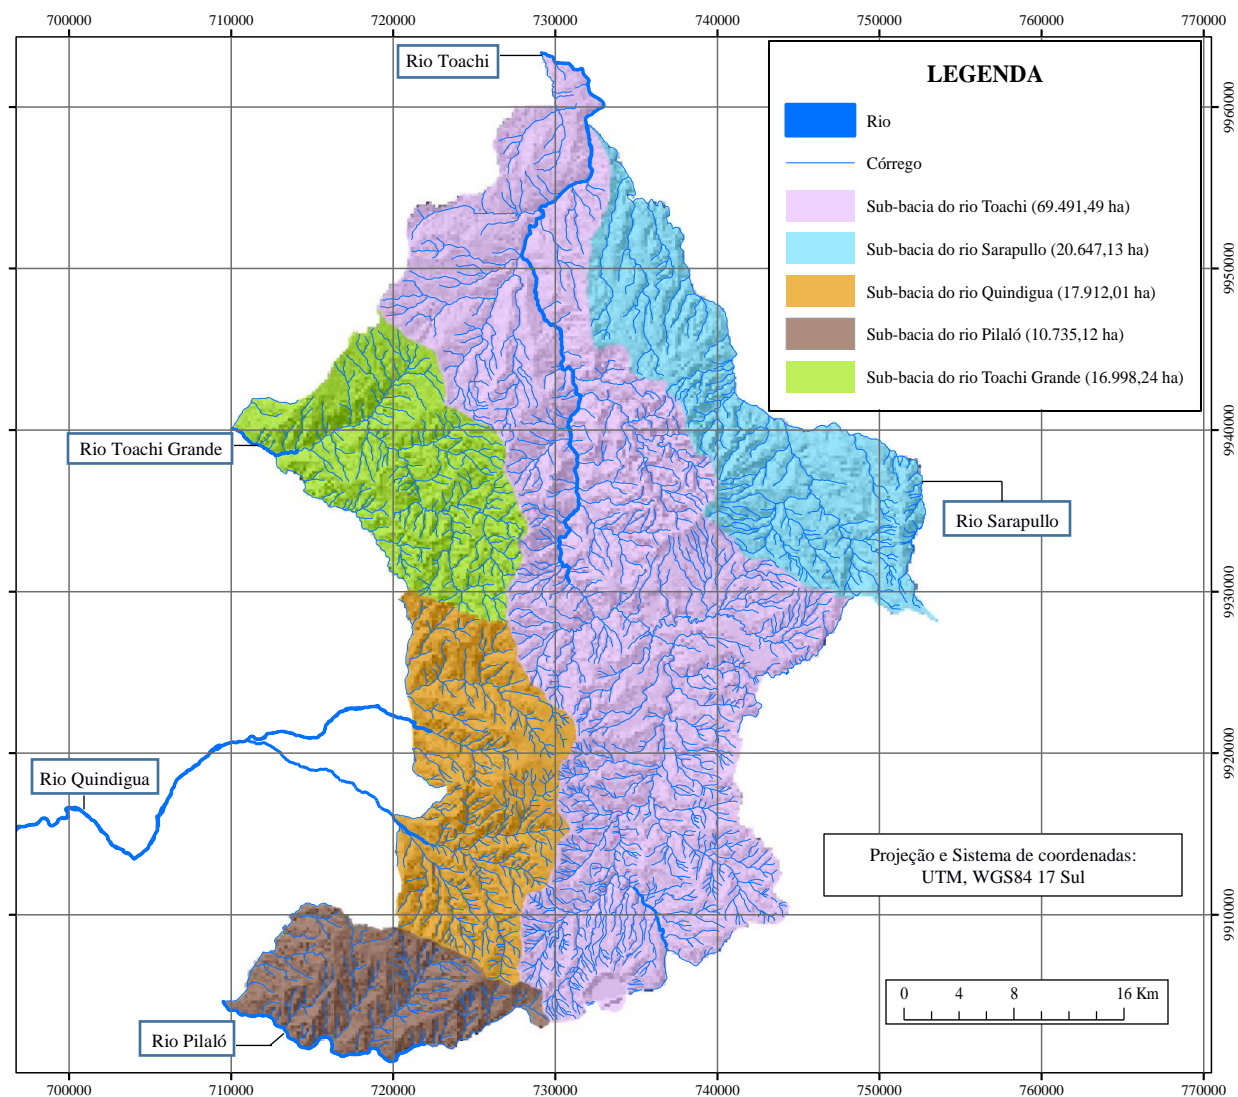 700000 710000 720000 730000 740000 750000 760000 770000
Rio Toachi
LEGENDA
Rio
Córrego
Sub-bacia do rio Toachi (69.491,49 ha)
Sub-bacia do rio Sarapullo (20.647,13 ha)
Sub-bacia do rio Quindigua (17.912,01 ha)
Sub-bacia do rio Pilaló (10.735,12 ha)
Sub-bacia do rio Toachi Grande (16.998,24 ha)
9960000
9950000
9940000
9930000
9920000
9910000
Rio Toachi Grande
Rio Sarapullo
Rio Quindigua
Projeção e Sistema de coordenadas:
UTM, WGS84 17 Sul
0 4 8 16 Km
Rio Pilaló
700000 710000 720000 730000 740000 750000 760000 770000